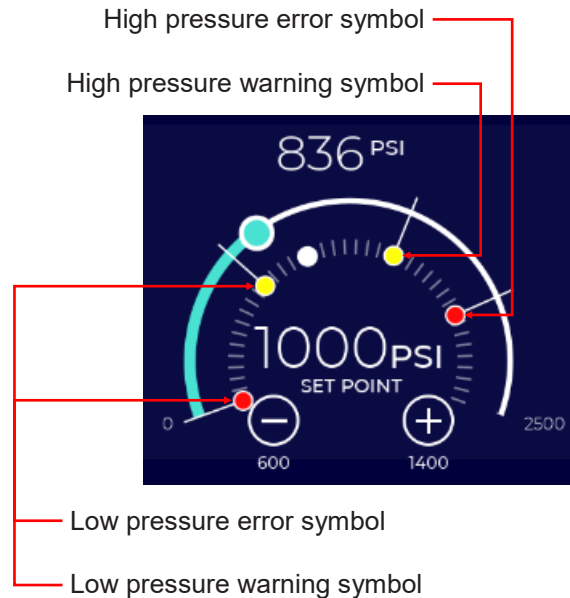 High pressure error symbol
High pressure warning symbol
836 PSI
1000PSI
SET POINT
0
2500
600
1400
Low pressure error symbol
Low pressure warning symbol